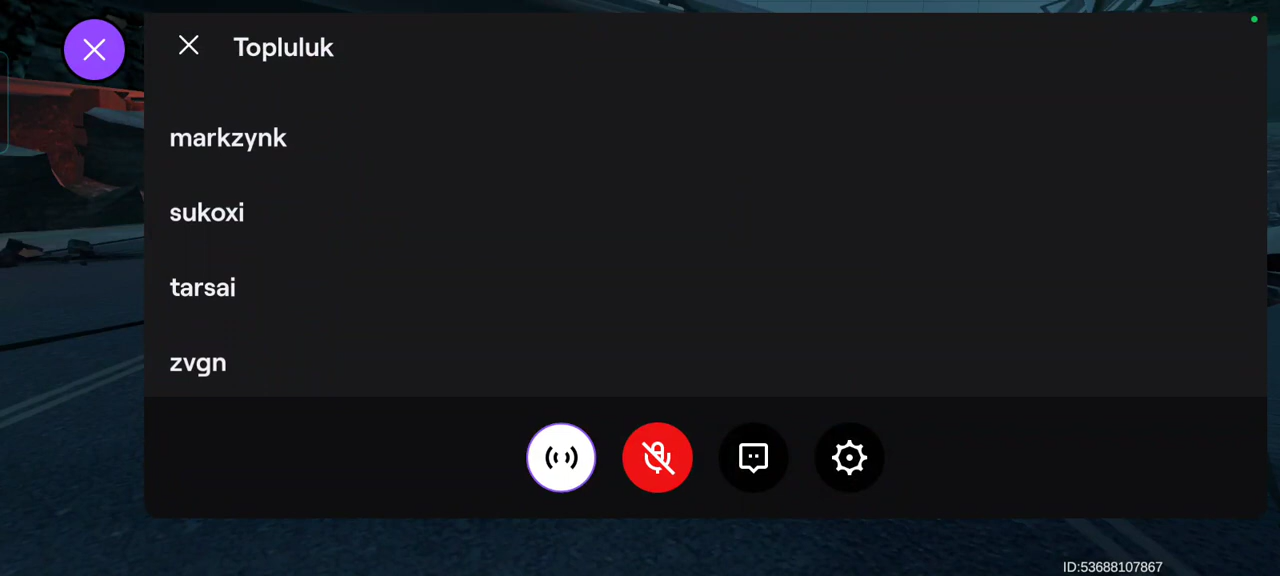 Topluluk
markzynk
sukoxi
tarsai
zvgn
ID:53688107867